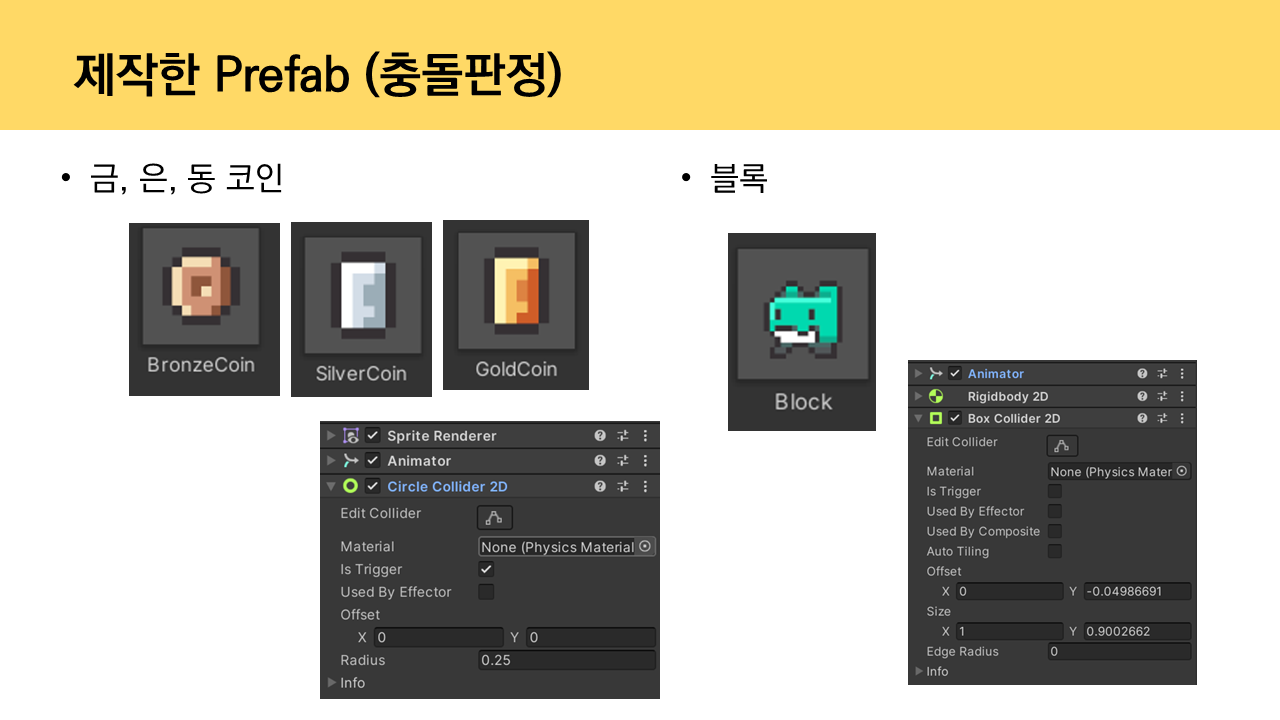 제작한 Prefab (충돌판정)
• 금, 은, 동 코인
BronzeCoin
SilverCoin
GoldCoin
Sprite Renderer
Animator
Circle Collider 2D
Edit Collider
Material None (Physics Material
Is Trigger
Used By Effector
Offset
X 0 Y 0
Radius 0.25
Info
• 블록
Block
Animator
Rigidbody 2D
Box Collider 2D
Edit Collider
Material None (Physics Mater
Is Trigger
Used By Effector
Used By Composite
Auto Tiling
Offset
X 0 Y -0.04986691
Size
X 1 Y 0.9002662
Edge Radius 0
Info